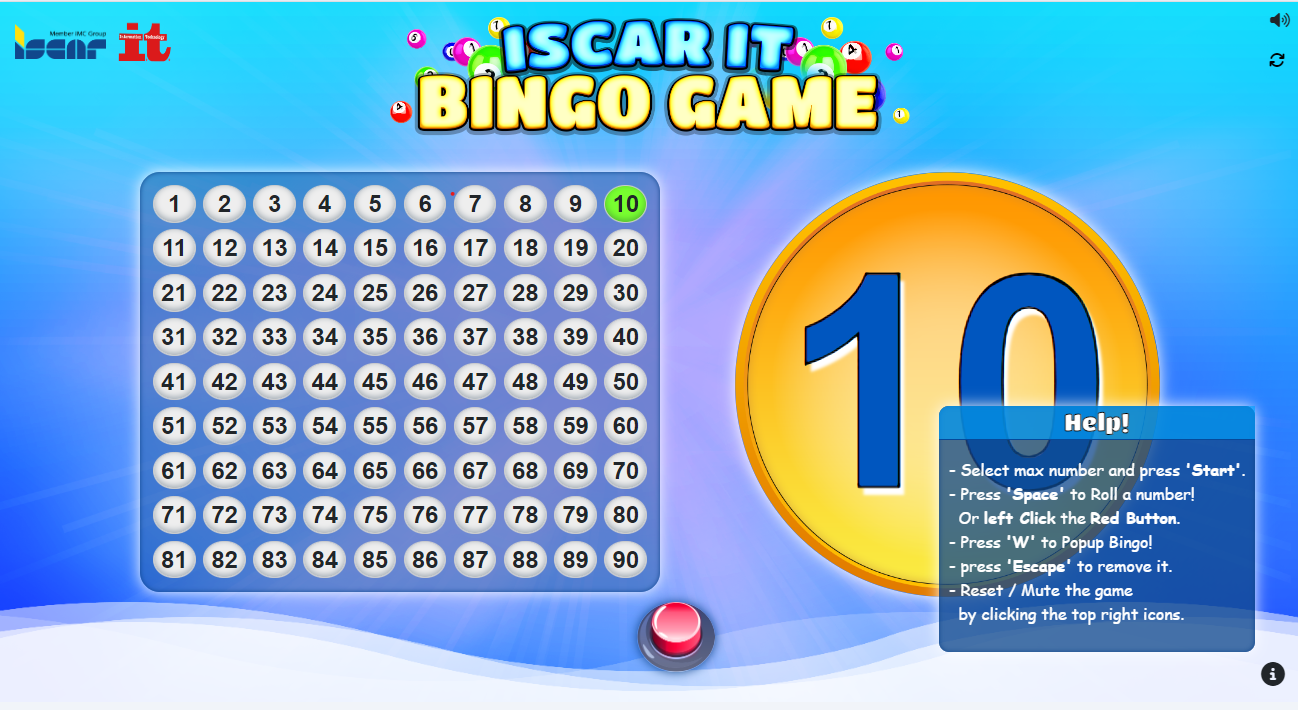 Member IMC Group
iscar
Information Technology
it
ISCAR IT
BINGO GAME
1 2 3 4 5 6 7 8 9 10
11 12 13 14 15 16 17 18 19 20
21 22 23 24 25 26 27 28 29 30
31 32 33 34 35 36 37 38 39 40
41 42 43 44 45 46 47 48 49 50
51 52 53 54 55 56 57 58 59 60
61 62 63 64 65 66 67 68 69 70
71 72 73 74 75 76 77 78 79 80
81 82 83 84 85 86 87 88 89 90
10
Help!
- Select max number and press 'Start'.
- Press 'Space' to Roll a number!
Or left Click the Red Button.
- Press 'W' to Popup Bingo!
- press 'Escape' to remove it.
- Reset / Mute the game
by clicking the top right icons.